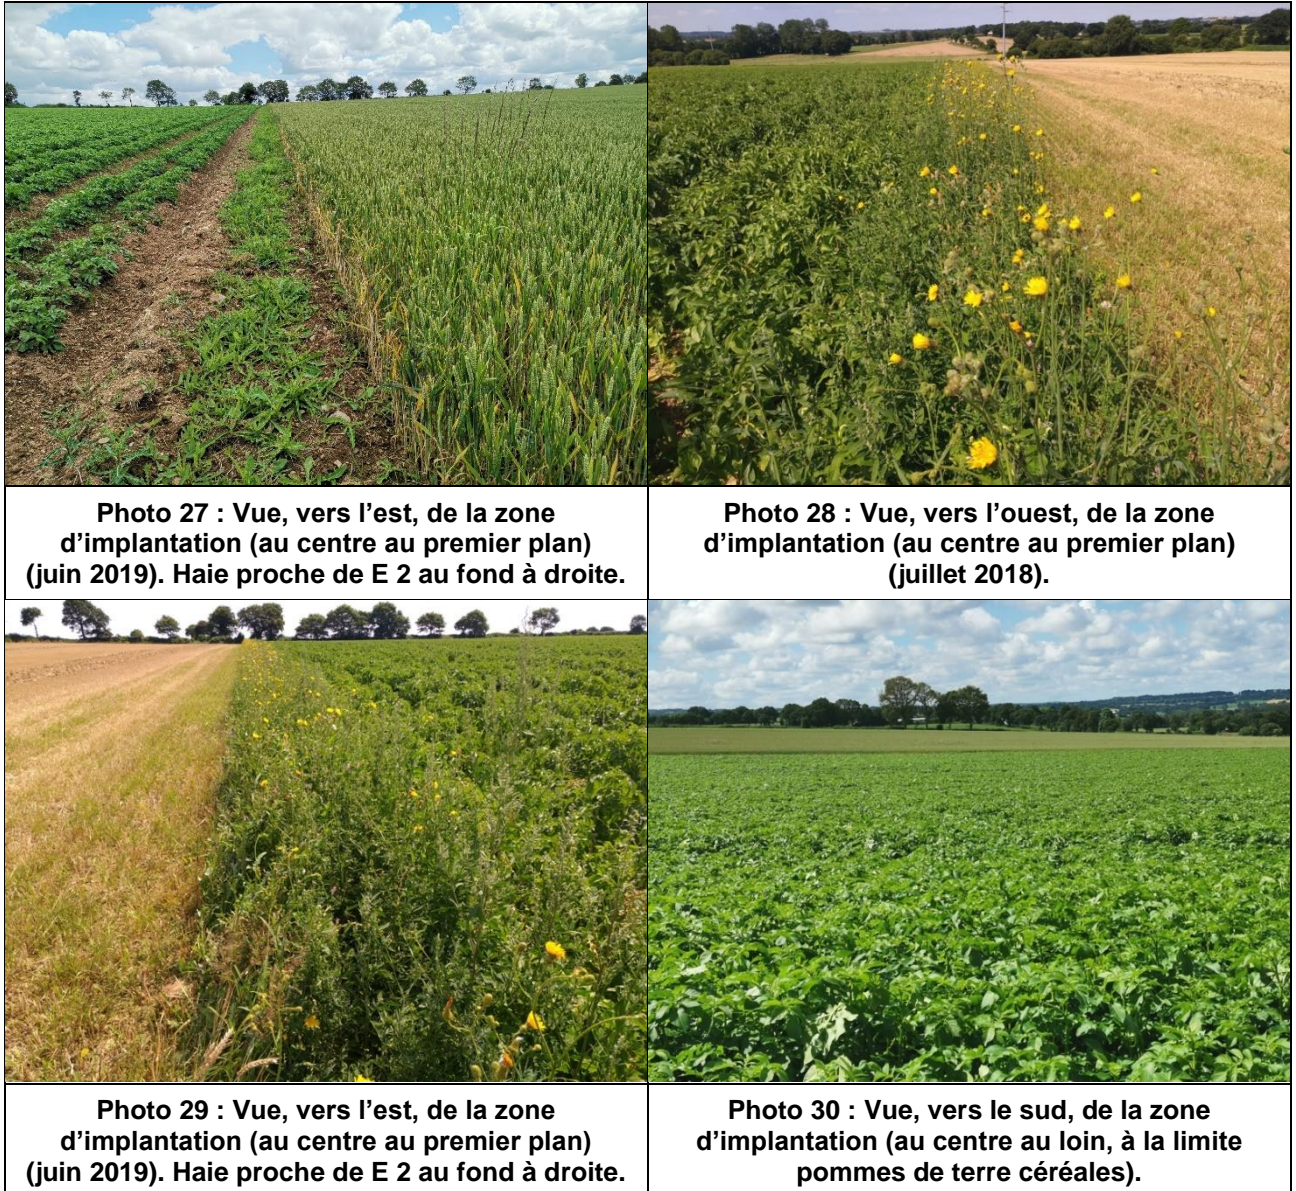 Photo 27 : Vue, vers l’est, de la zone
d’implantation (au centre au premier plan)
(juin 2019). Haie proche de E 2 au fond à droite.
Photo 28 : Vue, vers l’ouest, de la zone
d’implantation (au centre au premier plan)
(juillet 2018).
Photo 29 : Vue, vers l’est, de la zone
d’implantation (au centre au premier plan)
(juin 2019). Haie proche de E 2 au fond à droite.
Photo 30 : Vue, vers le sud, de la zone
d’implantation (au centre au loin, à la limite
pommes de terre céréales).